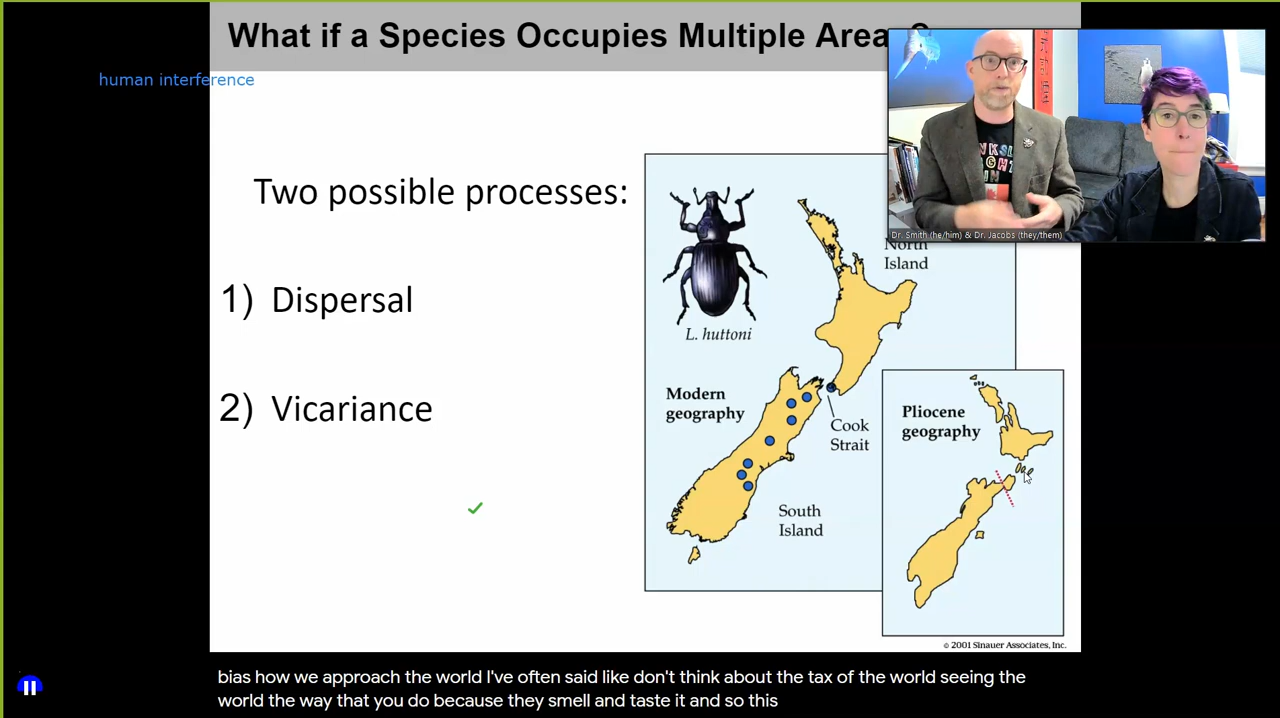 What if a Species Occupies Multiple Area
human interference
Two possible processes:
1) Dispersal
2) Vicariance
L. huttoni
North
Island
Modern
geography
Cook
Strait
South
Island
Pliocene
geography
© 2001 Sinauer Associates, Inc.
Dr. Smith (he/him) & Dr. Jacobs (they/them)
bias how we approach the world I've often said like don't think about the tax of the world seeing the
world the way that you do because they smell and taste it and so this